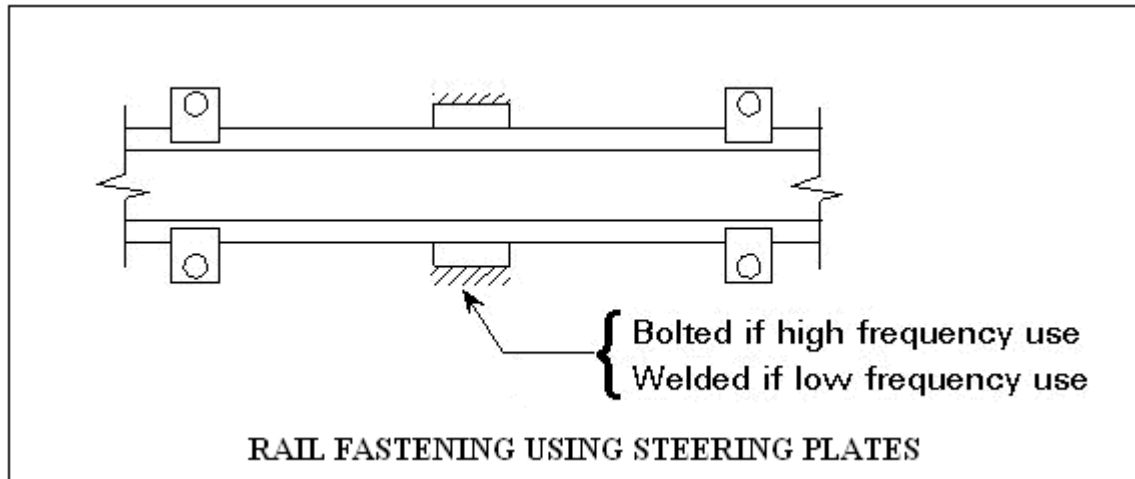 Bolted if high frequency use
Welded if low frequency use
RAIL FASTENING USING STEERING PLATES